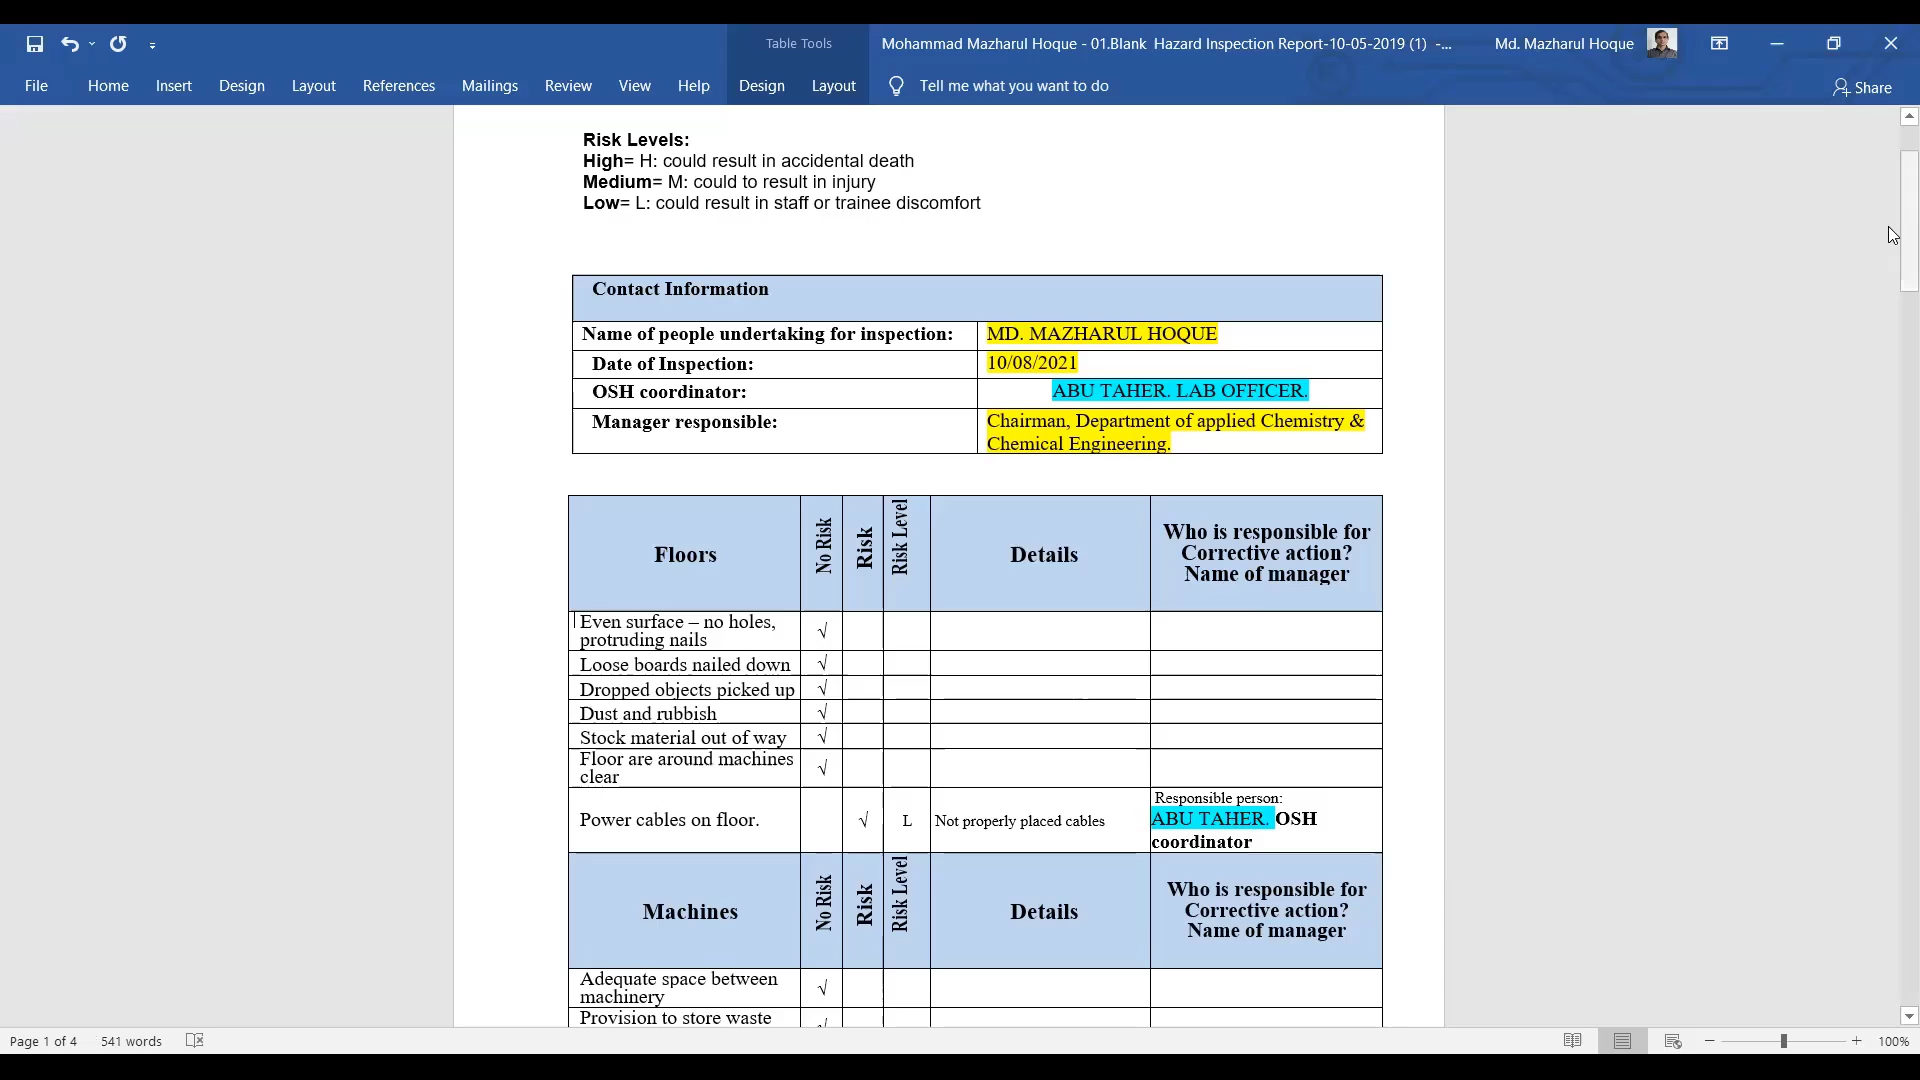 Table Tools
Mohammad Mazharul Hoque - 01.Blank Hazard Inspection Report-10-05-2019 (1) -...
Md. Mazharul Hoque
File Home Insert Design Layout References Mailings Review View Help Design Layout Tell me what you want to do Share
Risk Levels:
High= H: could result in accidental death
Medium= M: could to result in injury
Low= L: could result in staff or trainee discomfort
Contact Information
Name of people undertaking for inspection: MD. MAZHARUL HOQUE
Date of Inspection: 10/08/2021
OSH coordinator: ABU TAHER. LAB OFFICER.
Manager responsible: Chairman, Department of applied Chemistry &
Chemical Engineering.
Floors
No Risk
Risk
Risk Level
Details
Who is responsible for
Corrective action?
Name of manager
Even surface – no holes,
protruding nails √
Loose boards nailed down √
Dropped objects picked up √
Dust and rubbish √
Stock material out of way √
Floor are around machines
clear √
Power cables on floor. √ L Not properly placed cables
Responsible person:
ABU TAHER. OSH
coordinator
Machines
No Risk
Risk
Risk Level
Details
Who is responsible for
Corrective action?
Name of manager
Adequate space between
machinery √
Provision to store waste √
Page 1 of 4 541 words 100%